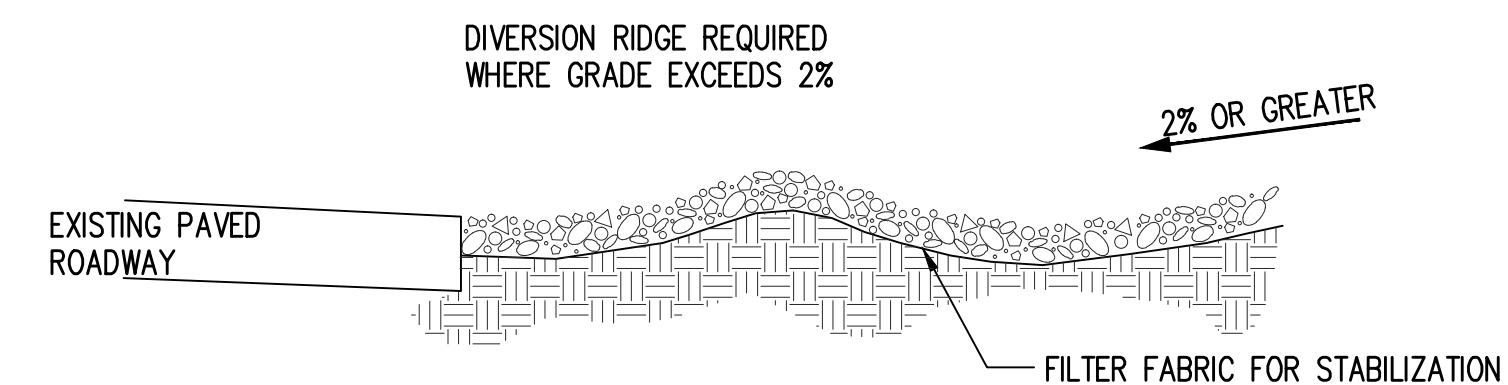 DIVERSION RIDGE REQUIRED
WHERE GRADE EXCEEDS 2%
2% OR GREATER
EXISTING PAVED
ROADWAY
FILTER FABRIC FOR STABILIZATION